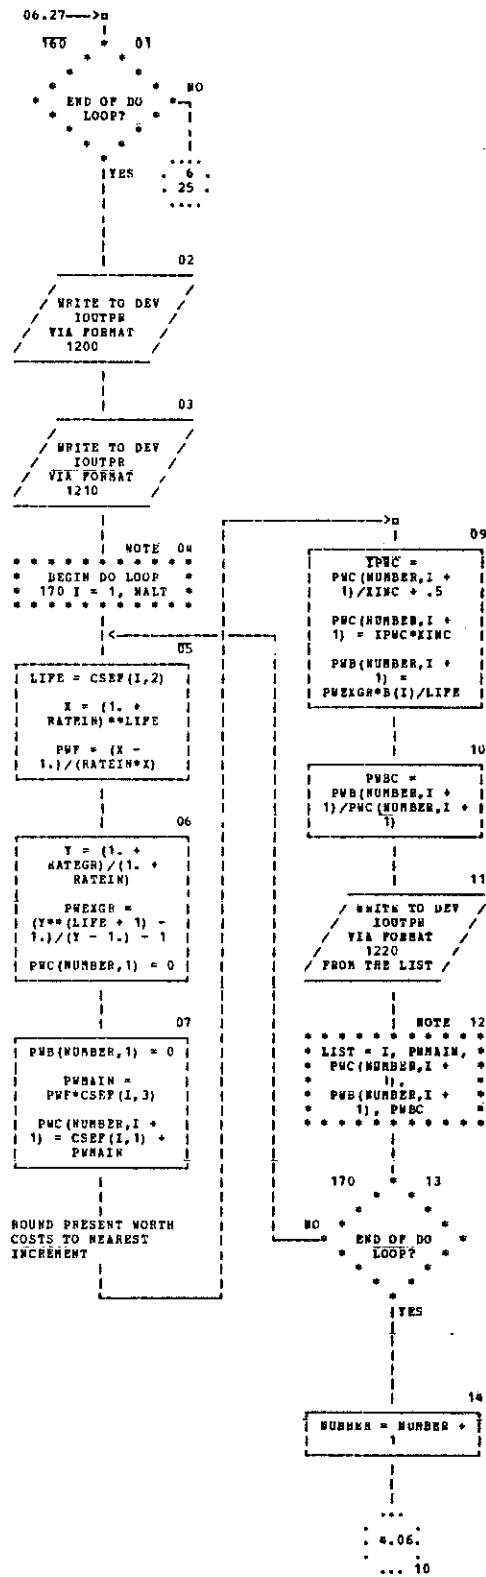 06.27--->
160 01
NO
END OF DO
LOOP?
YES
6
25
02
WRITE TO DEV
IOUTPR
VIA FORMAT
1200
03
WRITE TO DEV
IOUTPR
VIA FORMAT
1210
NOTE 04
BEGIN DO LOOP
170 I = 1, NALT
05
LIFE = CSEF(I,2)
X = (1. +
RATEIN)**LIFE
PWF = (X -
1.)/(RATEIN*X)
06
Y = (1. +
RATEGR)/(1. +
RATEIN)
PWEXGR =
(Y**(LIFE + 1) -
1.)/(Y - 1.) - 1
PWC(NUMBER,1) = 0
07
PWB(NUMBER,1) = 0
PWMAIN =
PWF*CSEF(I,3)
PWC(NUMBER,I +
1) = CSEF(I,1) +
PWMAIN
ROUND PRESENT WORTH
COSTS TO NEAREST
INCREMENT
09
IPWC =
PWC(NUMBER,I +
1)/XINC + .5
PWC(NUMBER,I +
1) = IPWC*XINC
PWB(NUMBER,I +
1) =
PWEXGR*B(I)/LIFE
10
PWBC =
PWB(NUMBER,I +
1)/PWC(NUMBER,I +
1)
11
WRITE TO DEV
IOUTPR
VIA FORMAT
1220
FROM THE LIST
NOTE 12
LIST = I, PWMAIN,
PWC(NUMBER,I +
1),
PWB(NUMBER,I +
1), PWBC
170 13
NO
END OF DO
LOOP?
YES
14
NUMBER = NUMBER +
1
4.06
10